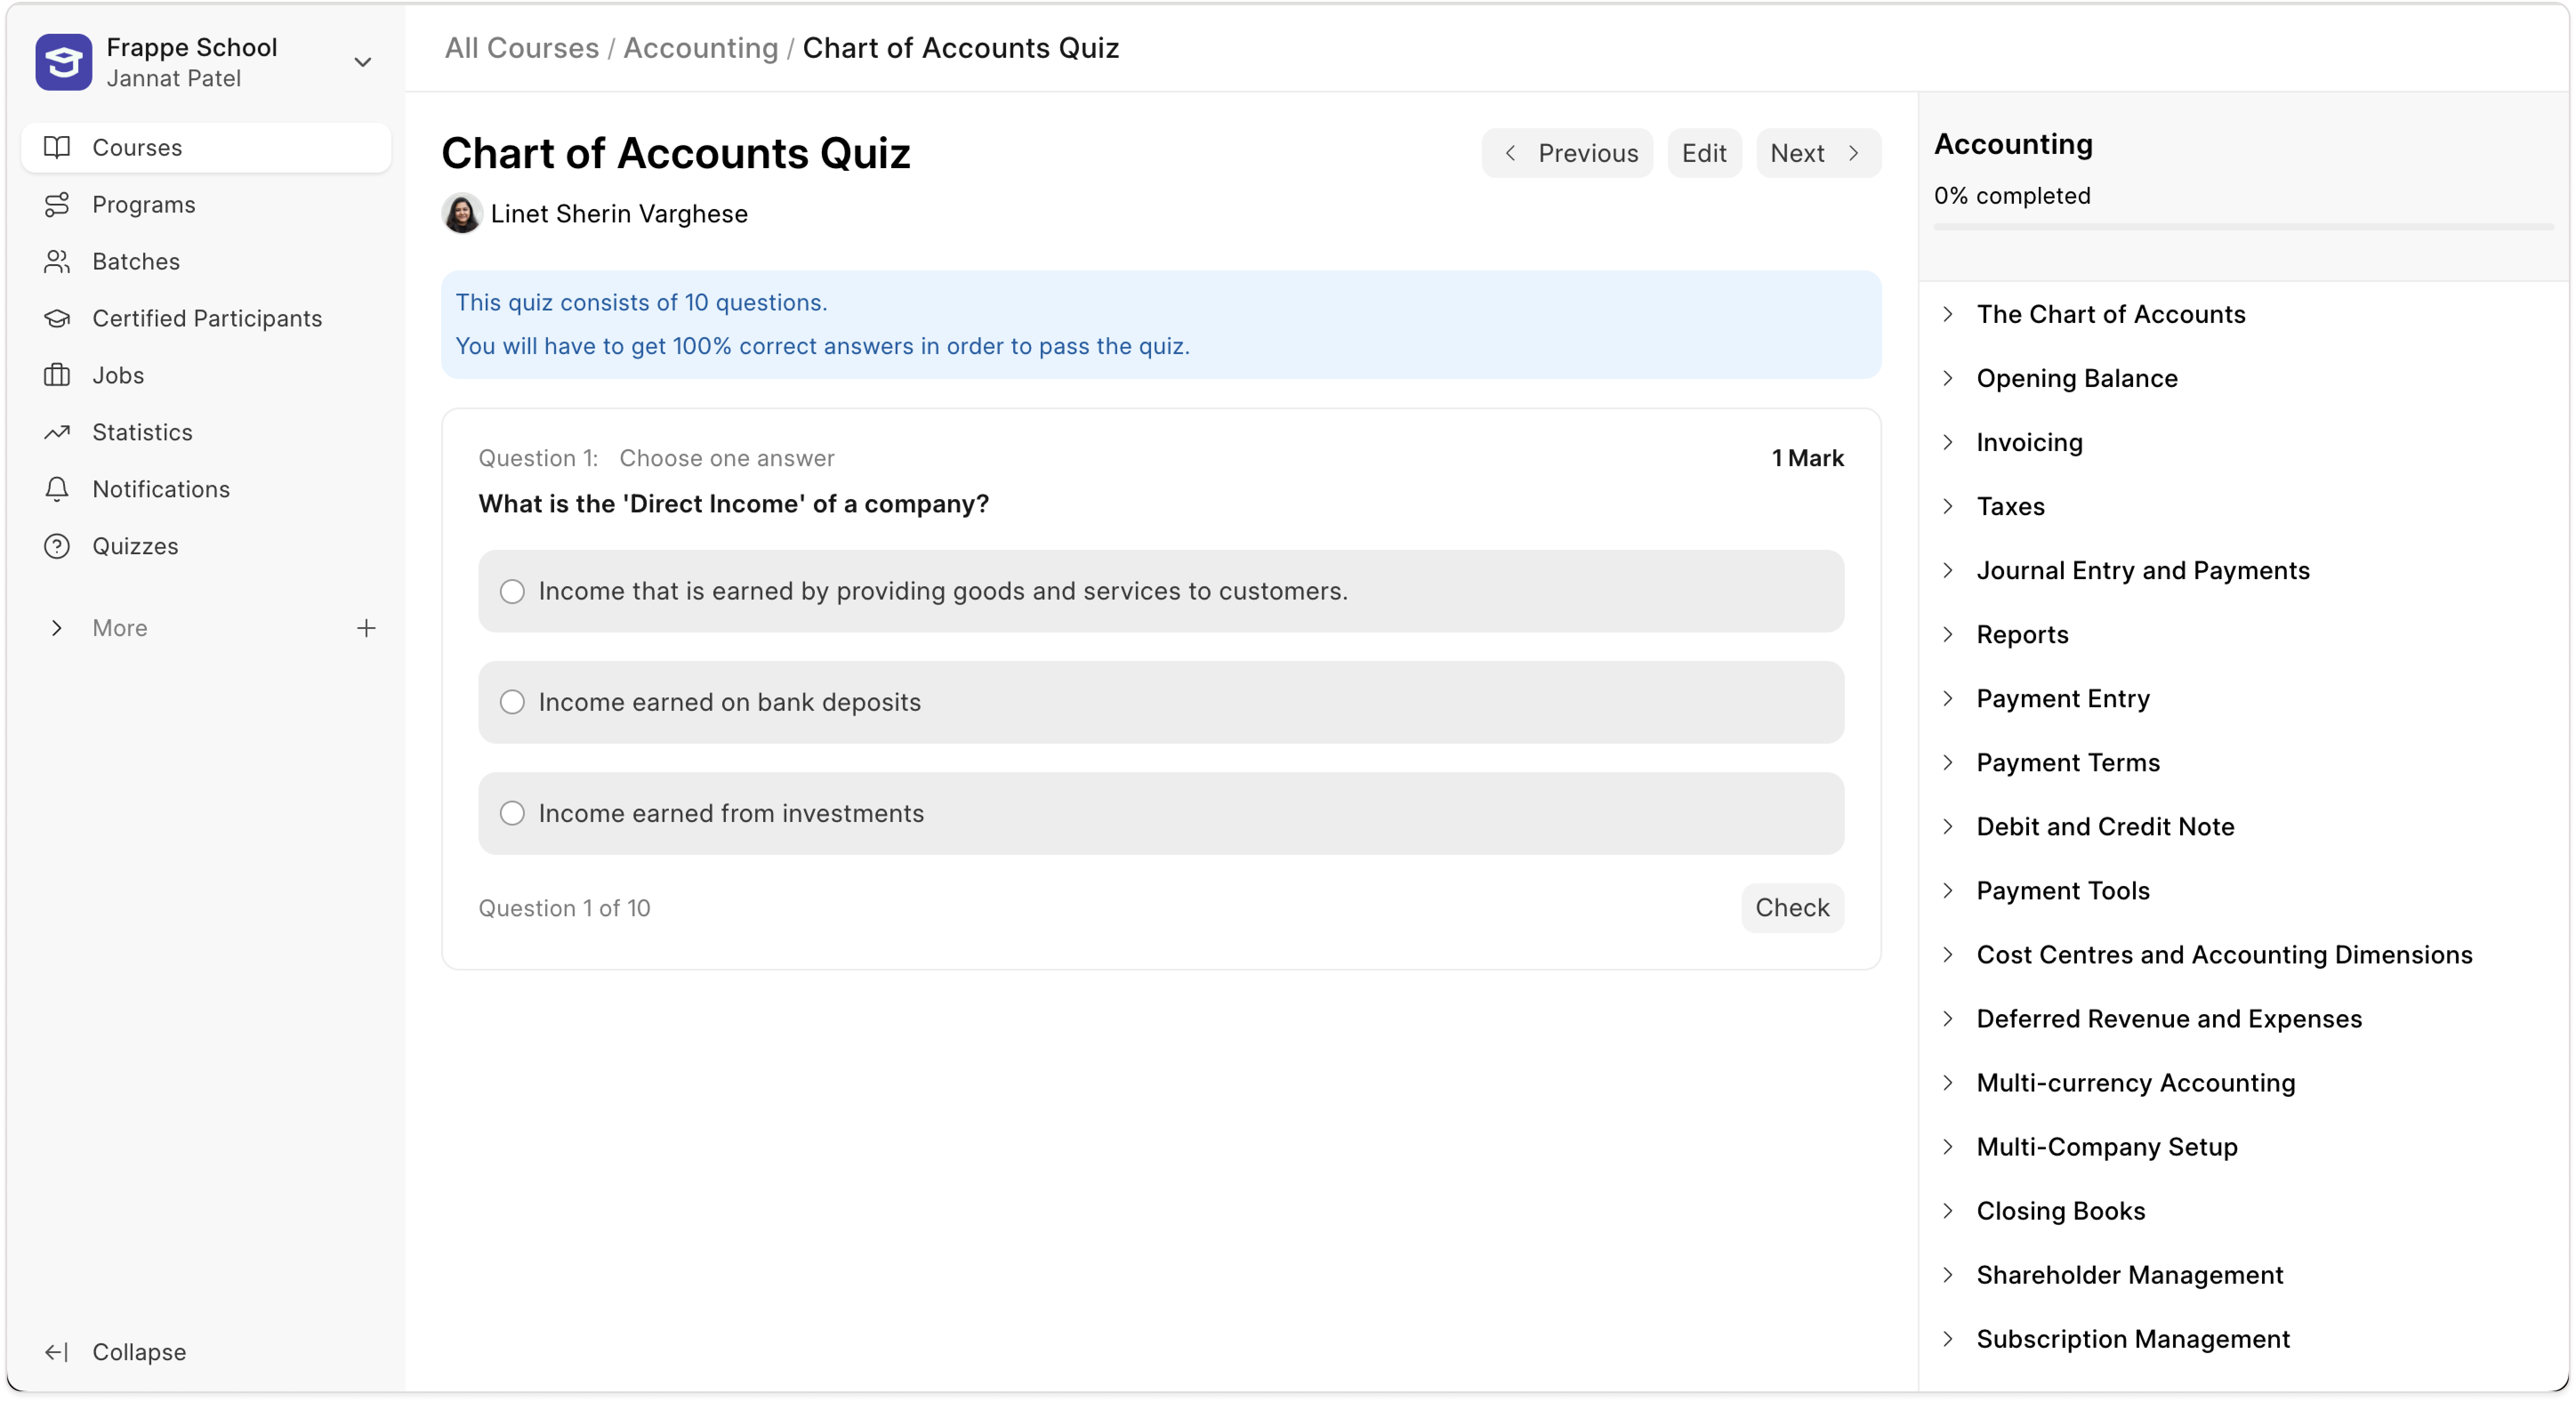 Frappe School
Jannat Patel
Courses
Programs
Batches
Certified Participants
Jobs
Statistics
Notifications
Quizzes
More
Collapse
All Courses / Accounting / Chart of Accounts Quiz
Chart of Accounts Quiz
Previous
Edit
Next
Linet Sherin Varghese
This quiz consists of 10 questions.
You will have to get 100% correct answers in order to pass the quiz.
Question 1: Choose one answer
1 Mark
What is the 'Direct Income' of a company?
Income that is earned by providing goods and services to customers.
Income earned on bank deposits
Income earned from investments
Question 1 of 10
Check
Accounting
0% completed
The Chart of Accounts
Opening Balance
Invoicing
Taxes
Journal Entry and Payments
Reports
Payment Entry
Payment Terms
Debit and Credit Note
Payment Tools
Cost Centres and Accounting Dimensions
Deferred Revenue and Expenses
Multi-currency Accounting
Multi-Company Setup
Closing Books
Shareholder Management
Subscription Management